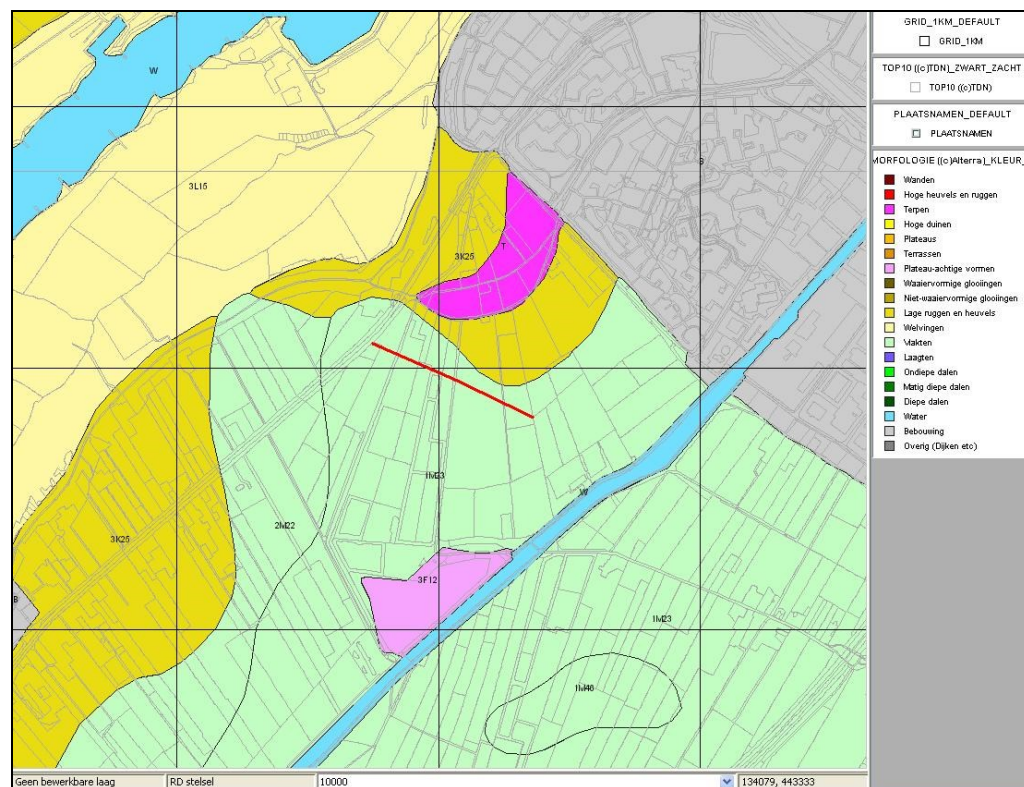 W
3L15
B
3K25
T
1M23
W
2M22
3K25
3F12
B
1M23
1M46
GRID_1KM_DEFAULT
GRID_1KM
TOP10 ((c)TDN)_ZWART_ZACHT
TOP10 ((c)TDN)
PLAATSNAMEN_DEFAULT
PLAATSNAMEN
MORFOLOGIE ((c)Alterra)_KLEUR_
Wanden
Hoge heuvels en ruggen
Terpen
Hoge duinen
Plateaus
Terrassen
Plateau-achtige vormen
Waaiervormige glooiingen
Niet-waaiervormige glooiingen
Lage ruggen en heuvels
Welvingen
Vlakten
Laagten
Ondiepe dalen
Matig diepe dalen
Diepe dalen
Water
Bebouwing
Overig (Dijken etc)
Geen bewerkbare laag
RD stelsel
10000
134079, 443333